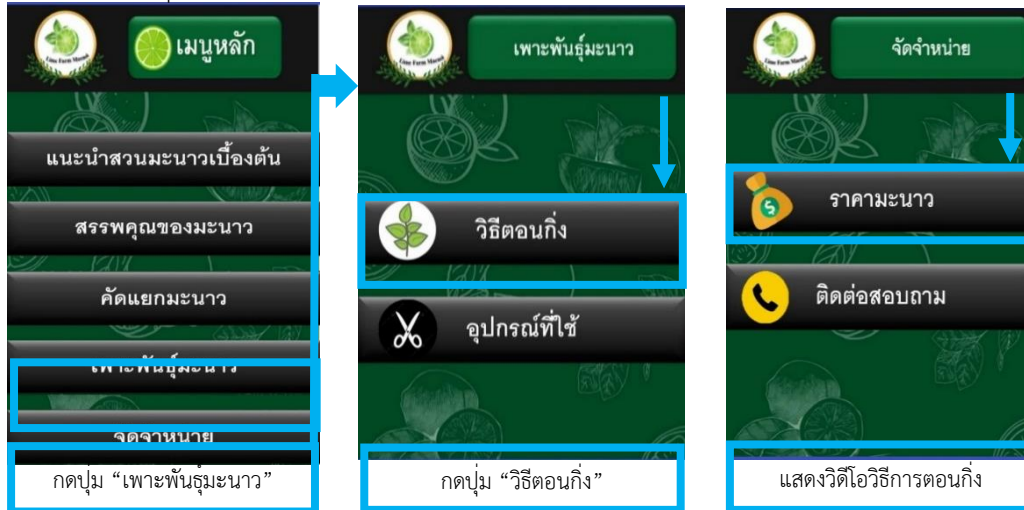 เมนูหลัก
แนะนำสวนมะนาวเบื้องต้น
สรรพคุณของมะนาว
คัดแยกมะนาว
เพาะพันธุ์มะนาว
จัดจำหน่าย
กดปุ่ม “เพาะพันธุ์มะนาว”
เพาะพันธุ์มะนาว
วิธีตอนกิ่ง
อุปกรณ์ที่ใช้
กดปุ่ม “วิธีตอนกิ่ง”
จัดจำหน่าย
ราคามะนาว
ติดต่อสอบถาม
แสดงวิดีโอวิธีการตอนกิ่ง